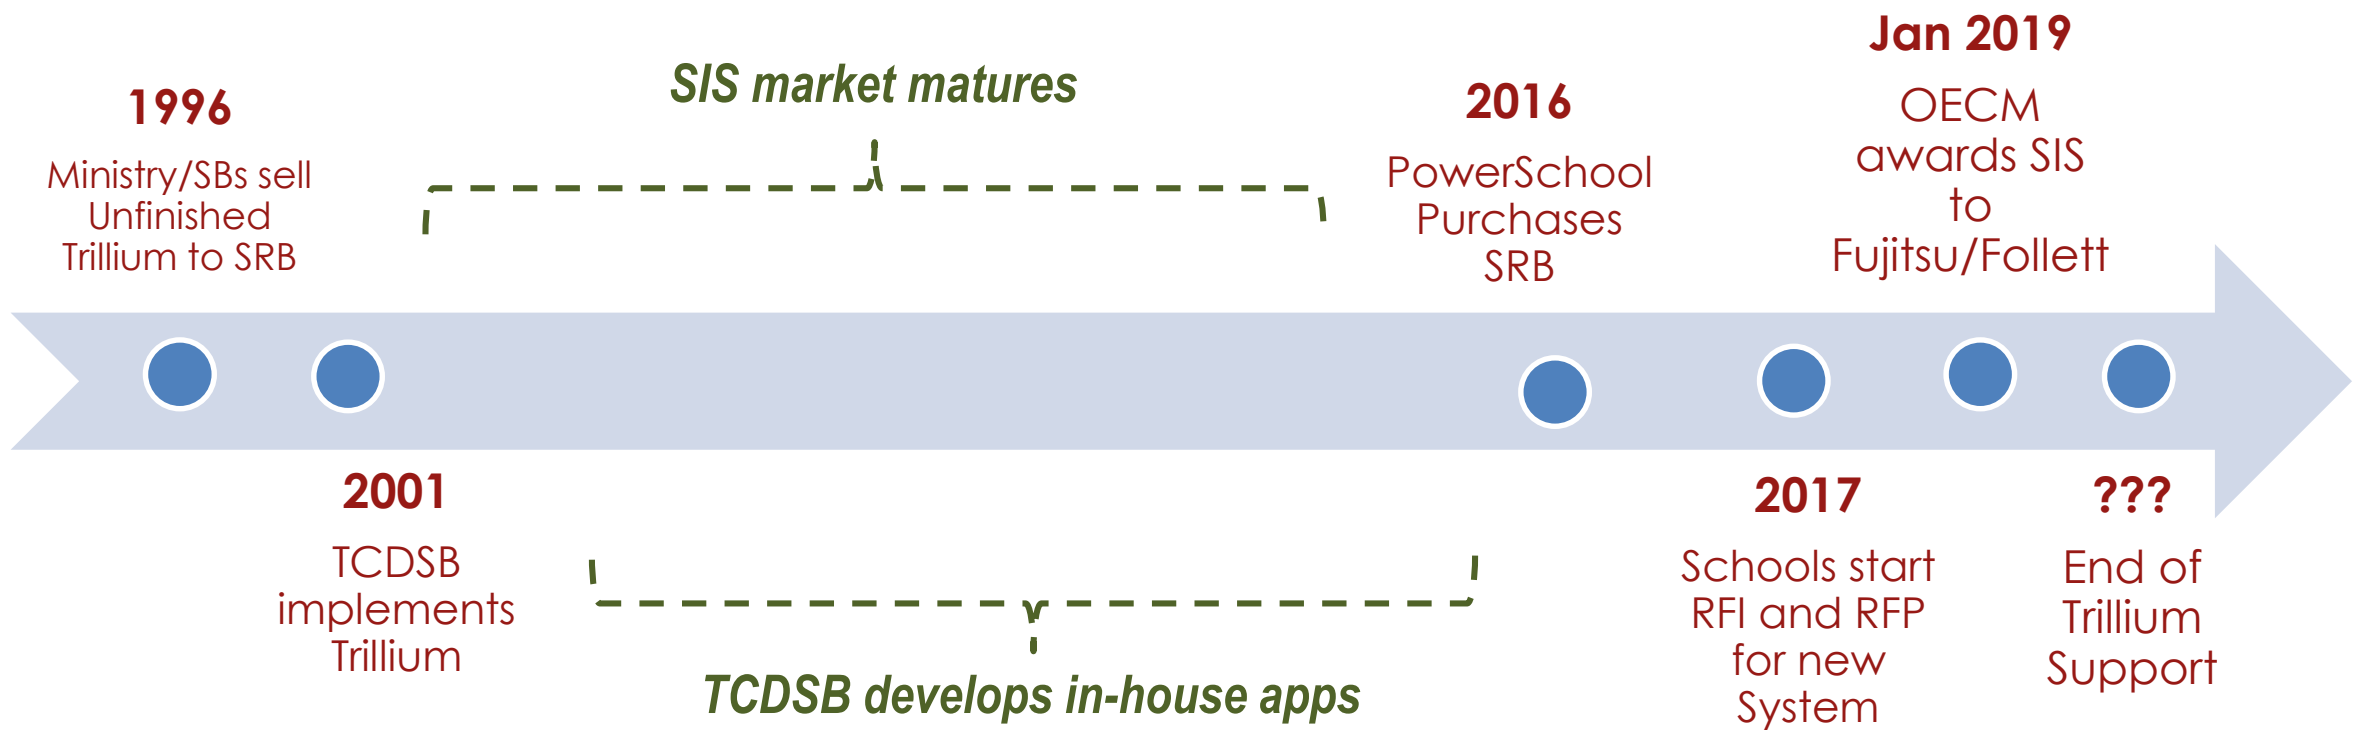 1996
Ministry/SBs sell
Unfinished
Trillium to SRB
SIS market matures
2016
PowerSchool
Purchases
SRB
Jan 2019
OECM
awards SIS
to
Fujitsu/Follett
2001
TCDSB
implements
Trillium
TCDSB develops in-house apps
2017
Schools start
RFI and RFP
for new
System
???
End of
Trillium
Support